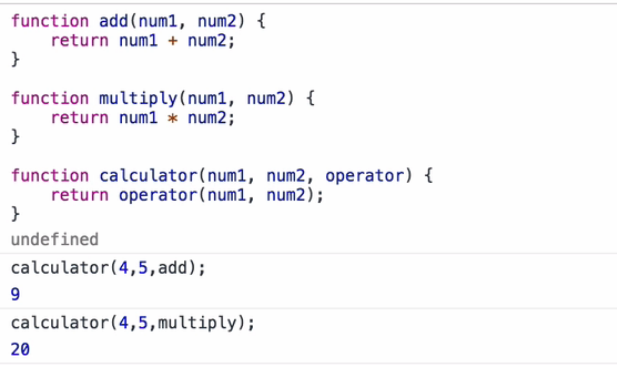 function add(num1, num2) {
    return num1 + num2;
}
function multiply(num1, num2) {
    return num1 * num2;
}
function calculator(num1, num2, operator) {
    return operator(num1, num2);
}
undefined
calculator(4,5,add);
9
calculator(4,5,multiply);
20